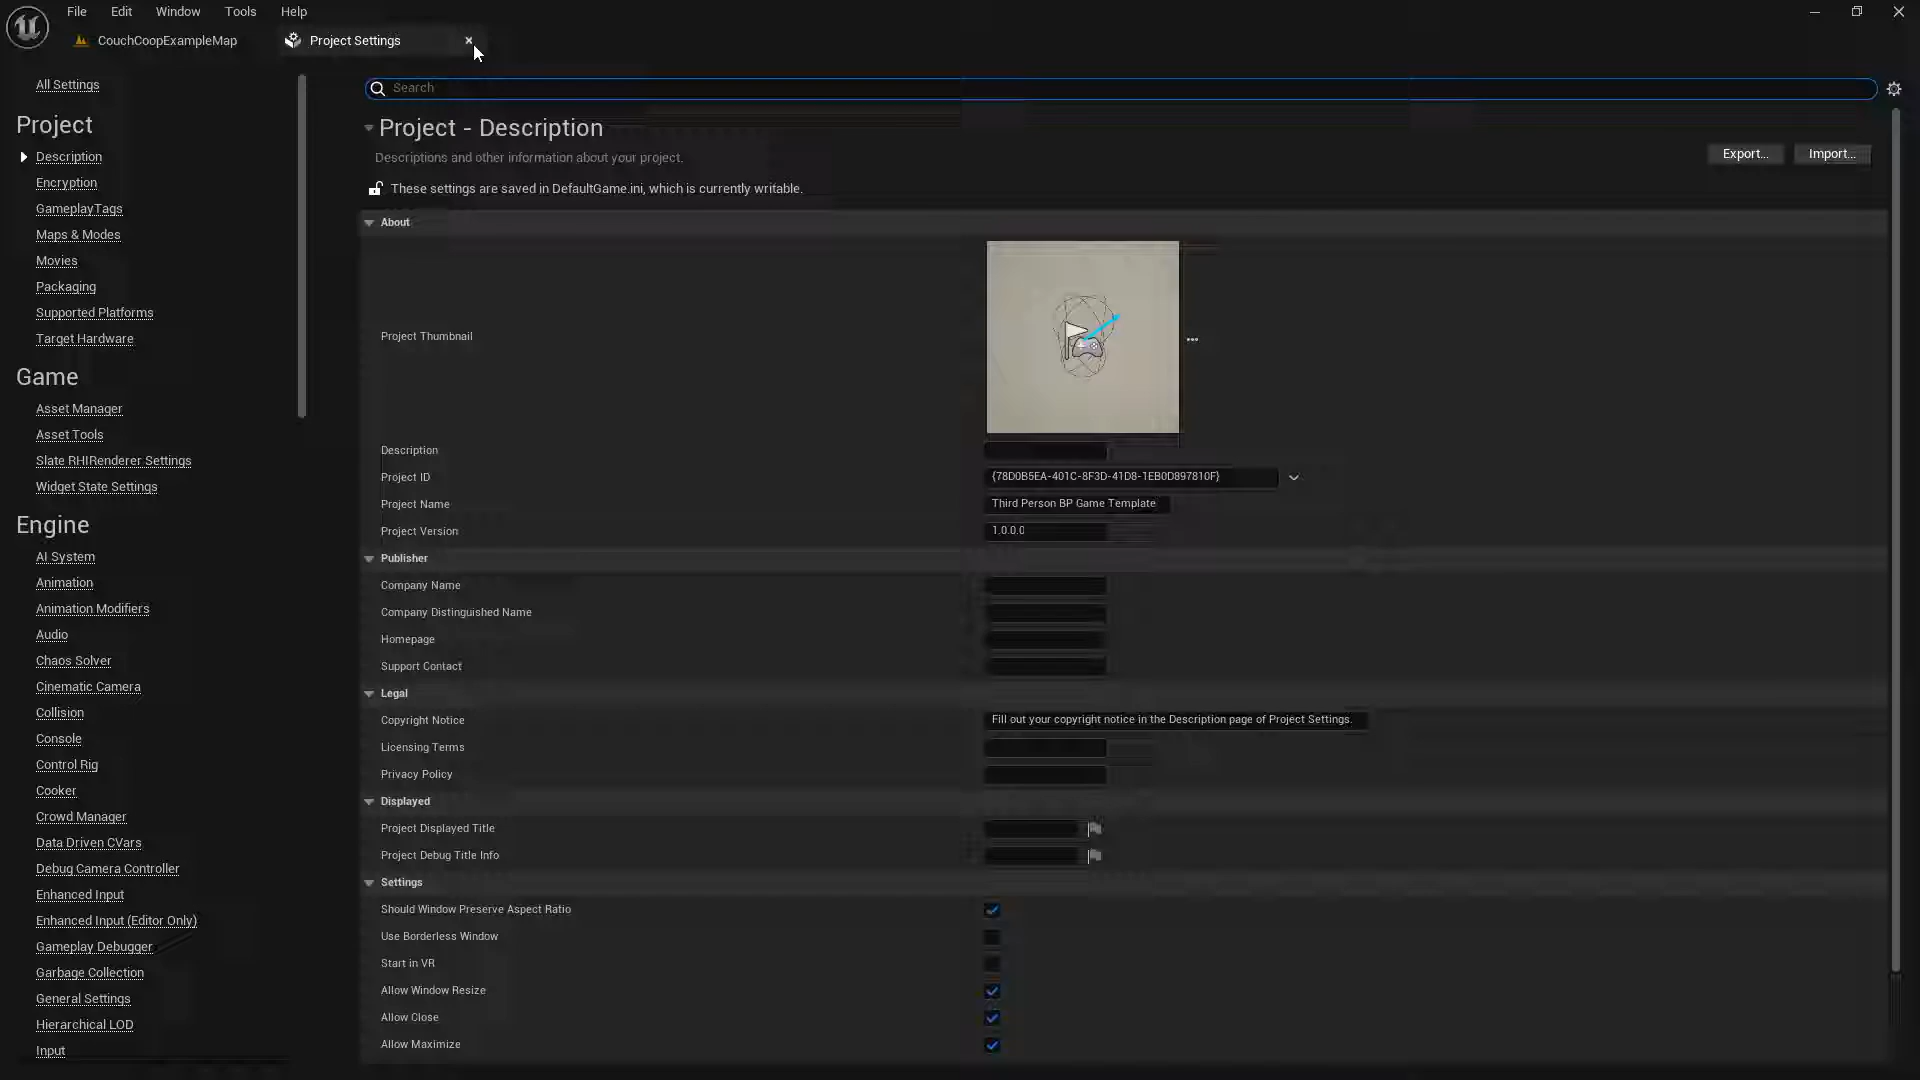 File Edit Window Tools Help
CouchCoopExampleMap
Project Settings
All Settings
Project
Description
Encryption
GameplayTags
Maps & Modes
Movies
Packaging
Supported Platforms
Target Hardware
Game
Asset Manager
Asset Tools
Slate RHIRenderer Settings
Widget State Settings
Engine
AI System
Animation
Animation Modifiers
Audio
Chaos Solver
Cinematic Camera
Collision
Console
Control Rig
Cooker
Crowd Manager
Data Driven CVars
Debug Camera Controller
Enhanced Input
Enhanced Input (Editor Only)
Gameplay Debugger
Garbage Collection
General Settings
Hierarchical LOD
Input
Search
Project - Description
Descriptions and other information about your project.
Export... Import...
These settings are saved in DefaultGame.ini, which is currently writable.
About
Project Thumbnail
Description
Project ID {78D0B5EA-401C-8F3D-41D8-1EB0D897810F}
Project Name Third Person BP Game Template
Project Version 1.0.0.0
Publisher
Company Name
Company Distinguished Name
Homepage
Support Contact
Legal
Copyright Notice Fill out your copyright notice in the Description page of Project Settings.
Licensing Terms
Privacy Policy
Displayed
Project Displayed Title
Project Debug Title Info
Settings
Should Window Preserve Aspect Ratio
Use Borderless Window
Start in VR
Allow Window Resize
Allow Close
Allow Maximize